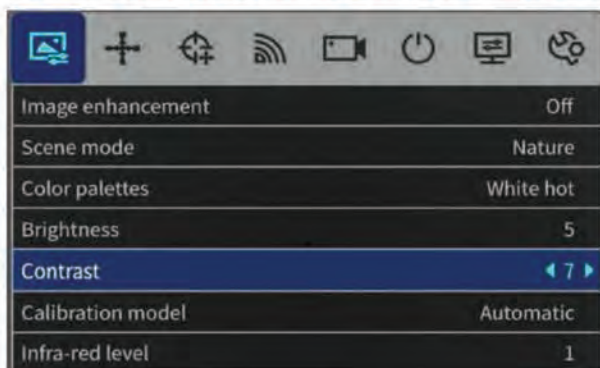 Image enhancement Off
Scene mode Nature
Color palettes White hot
Brightness 5
Contrast 7
Calibration model Automatic
Infra-red level 1